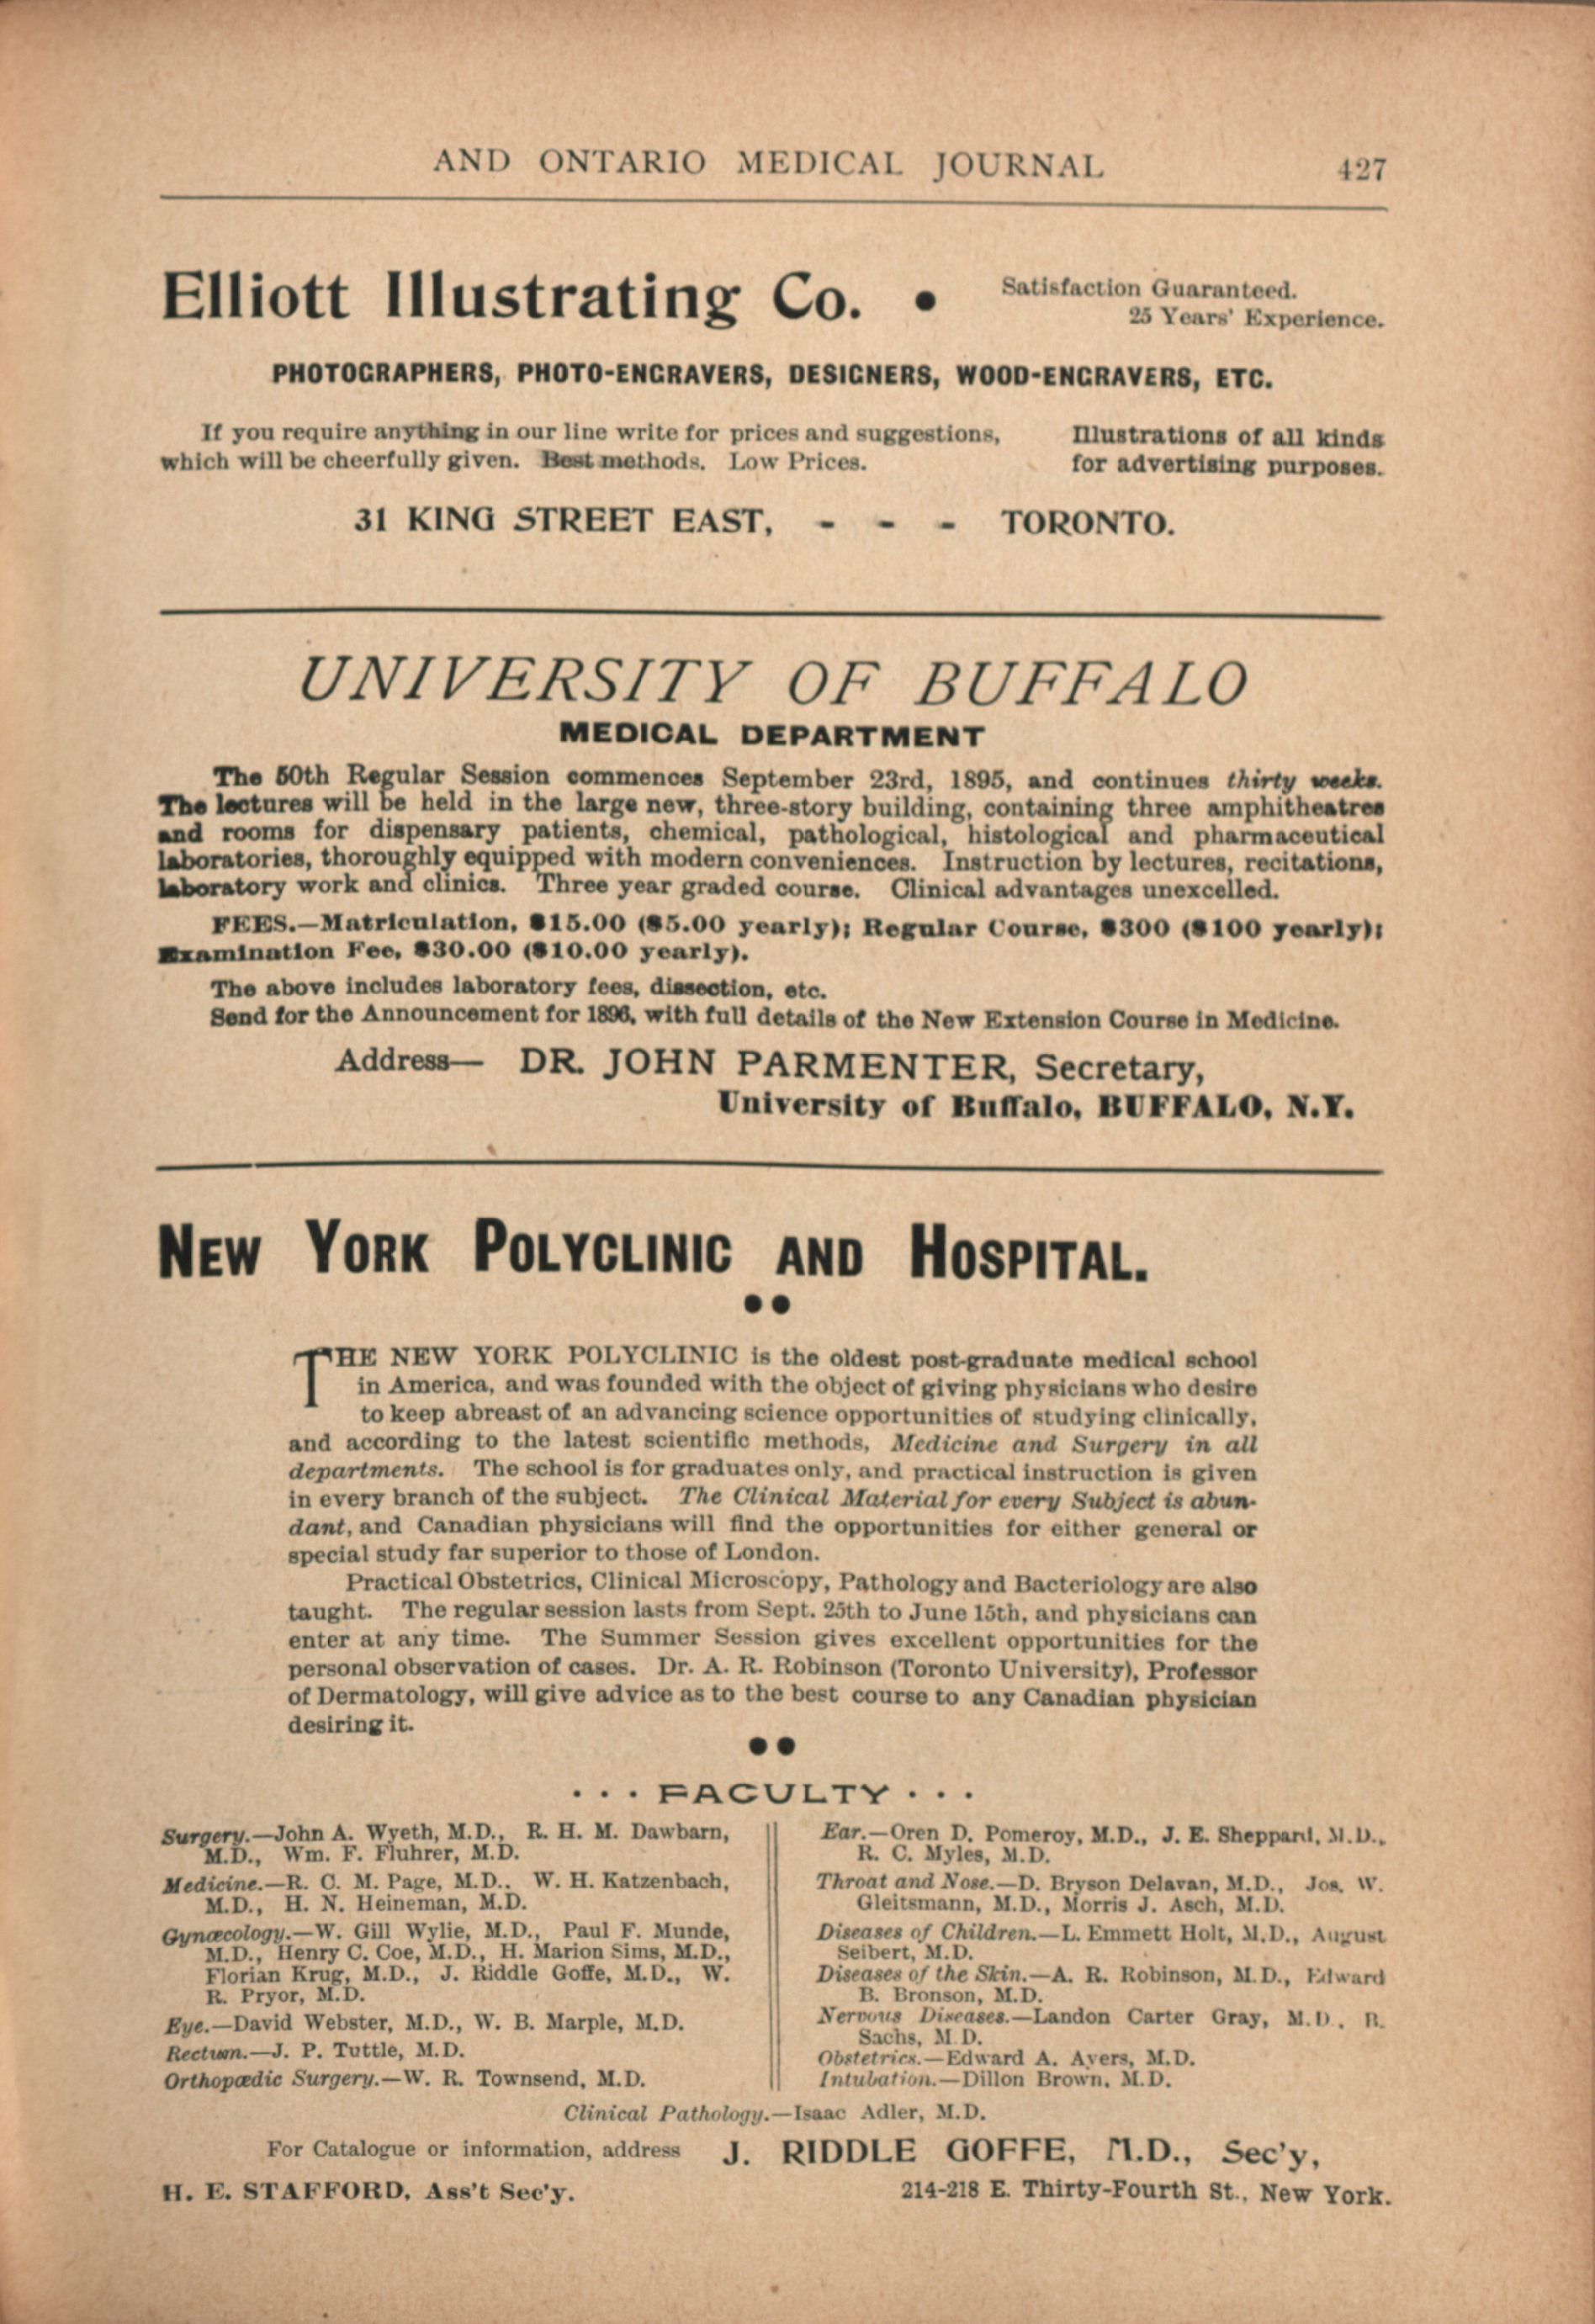 AND ONTARIO MEDICAL JOURNAL 427
Elliott Illustrating Co. •
Satisfaction Guaranteed.
25 Years' Experience.
PHOTOGRAPHERS, PHOTO-ENGRAVERS, DESIGNERS, WOOD-ENGRAVERS, ETC.
If you require anything in our line write for prices and suggestions,
which will be cheerfully given. Best methods. Low Prices.
Illustrations of all kinds
for advertising purposes.
31 KING STREET EAST, - - - TORONTO.
UNIVERSITY OF BUFFALO
MEDICAL DEPARTMENT
The 50th Regular Session commences September 23rd, 1895, and continues thirty weeks.
The lectures will be held in the large new, three-story building, containing three amphitheatres
and rooms for dispensary patients, chemical, pathological, histological and pharmaceutical
laboratories, thoroughly equipped with modern conveniences. Instruction by lectures, recitations,
laboratory work and clinics. Three year graded course. Clinical advantages unexcelled.
FEES.—Matriculation, $15.00 ($5.00 yearly); Regular Course, $300 ($100 yearly);
Examination Fee, $30.00 ($10.00 yearly).
The above includes laboratory fees, dissection, etc.
Send for the Announcement for 1896, with full details of the New Extension Course in Medicine.
Address— DR. JOHN PARMENTER, Secretary,
University of Buffalo, BUFFALO, N.Y.
NEW YORK POLYCLINIC AND HOSPITAL.
••
THE NEW YORK POLYCLINIC is the oldest post-graduate medical school
in America, and was founded with the object of giving physicians who desire
to keep abreast of an advancing science opportunities of studying clinically,
and according to the latest scientific methods, Medicine and Surgery in all
departments. The school is for graduates only, and practical instruction is given
in every branch of the subject. The Clinical Material for every Subject is abun-
dant, and Canadian physicians will find the opportunities for either general or
special study far superior to those of London.
Practical Obstetrics, Clinical Microscopy, Pathology and Bacteriology are also
taught. The regular session lasts from Sept. 25th to June 15th, and physicians can
enter at any time. The Summer Session gives excellent opportunities for the
personal observation of cases. Dr. A. R. Robinson (Toronto University), Professor
of Dermatology, will give advice as to the best course to any Canadian physician
desiring it.
••
... FACULTY ...
Surgery.—John A. Wyeth, M.D., R. H. M. Dawbarn,
M.D., Wm. F. Fluhrer, M.D.
Medicine.—R. C. M. Page, M.D.. W. H. Katzenbach,
M.D., H. N. Heineman, M.D.
Gynæcology.—W. Gill Wylie, M.D., Paul F. Munde,
M.D., Henry C. Coe, M.D., H. Marion Sims, M.D.,
Florian Krug, M.D., J. Riddle Goffe, M.D., W.
R. Pryor, M.D.
Eye.—David Webster, M.D., W. B. Marple, M.D.
Rectum.—J. P. Tuttle, M.D.
Orthopædic Surgery.—W. R. Townsend, M.D.
Ear.—Oren D. Pomeroy, M.D., J. E. Sheppard, M.D.,
R. C. Myles, M.D.
Throat and Nose.—D. Bryson Delavan, M.D., Jos. W.
Gleitsmann, M.D., Morris J. Asch, M.D.
Diseases of Children.—L. Emmett Holt, M.D., August
Seibert, M.D.
Diseases of the Skin.—A. R. Robinson, M.D., Edward
B. Bronson, M.D.
Nervous Diseases.—Landon Carter Gray, M.D., B.
Sachs, M.D.
Obstetrics.—Edward A. Ayers, M.D.
Intubation.—Dillon Brown, M.D.
Clinical Pathology.—Isaac Adler, M.D.
For Catalogue or information, address J. RIDDLE GOFFE, M.D., Sec'y,
H. E. STAFFORD, Ass't Sec'y. 214-218 E. Thirty-Fourth St., New York.